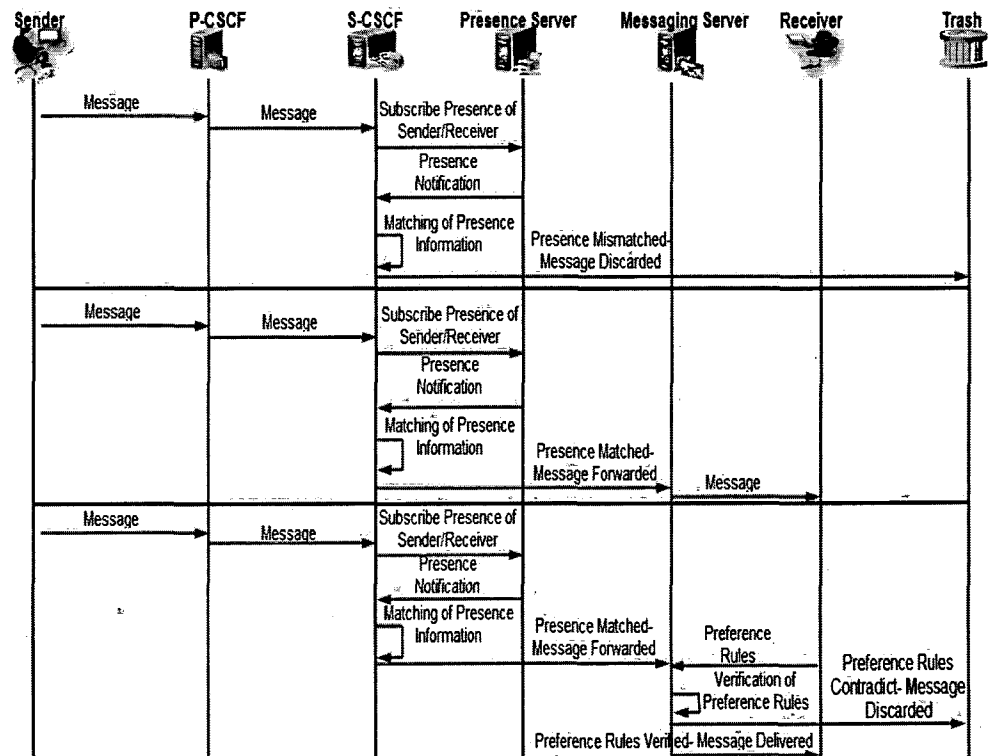 Sender
P-CSCF
S-CSCF
Presence Server
Messaging Server
Receiver
Trash
Message
Message
Subscribe Presence of
Sender/Receiver
Presence
Notification
Matching of Presence
Information
Presence Mismatched-
Message Discarded
Message
Message
Subscribe Presence of
Sender/Receiver
Presence
Notification
Matching of Presence
Information
Presence Matched-
Message Forwarded
Message
Message
Message
Subscribe Presence of
Sender/Receiver
Presence
Notification
Matching of Presence
Information
Presence Matched-
Message Forwarded
Preference
Rules
Verification of
Preference Rules
Preference Rules
Contradict- Message
Discarded
Preference Rules Verified- Message Delivered